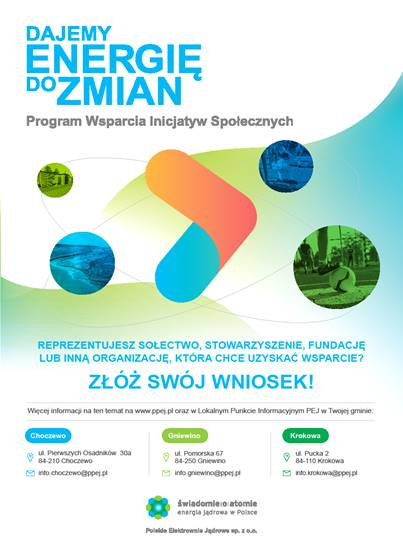 DAJEMY
ENERGIĘ
DO ZMIAN
Program Wsparcia Inicjatyw Społecznych
REPREZENTUJESZ SOŁECTWO, STOWARZYSZENIE, FUNDACJĘ
LUB INNĄ ORGANIZACJĘ, KTÓRA CHCE UZYSKAĆ WSPARCIE?
ZŁÓŻ SWÓJ WNIOSEK!
Więcej informacji na ten temat na www.ppej.pl oraz w Lokalnym Punkcie Informacyjnym PEJ w Twojej gminie:
Choczewo
ul. Pierwszych Osadników 30a
84-210 Choczewo
info.choczewo@ppej.pl
Gniewino
ul. Pomorska 67
84-250 Gniewino
info.gniewino@ppej.pl
Krokowa
ul. Pucka 2
84-110 Krokowa
info.krokowa@ppej.pl
świadomie|o|atomie
energia jądrowa w Polsce
Polskie Elektrownie Jądrowe sp. z o.o.